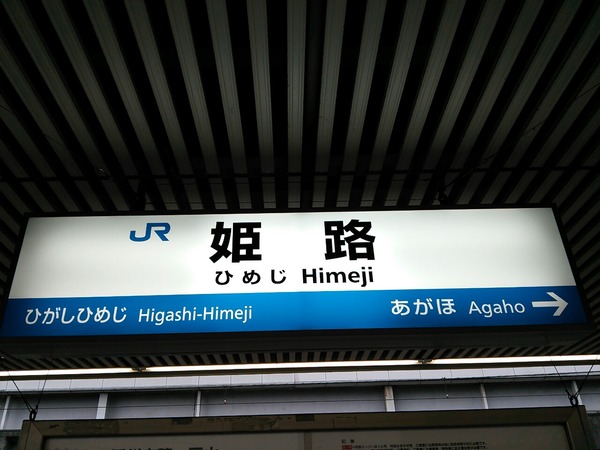 JR 姫路
ひめじ Himeji
ひがしひめじ Higashi-Himeji
あがほ Agaho →